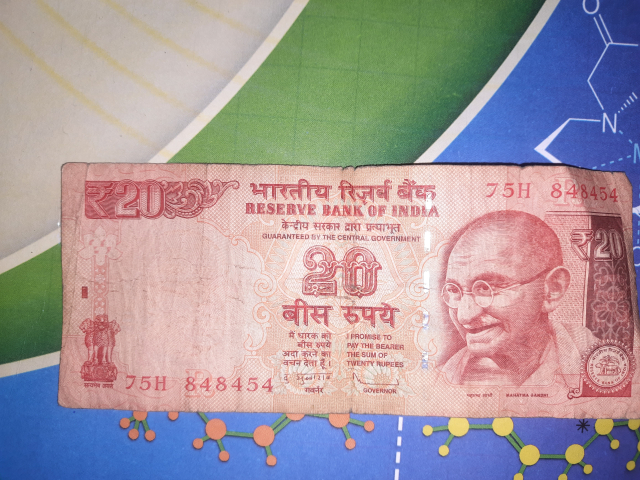 ₹20
भारतीय रिज़र्व बैंक
RESERVE BANK OF INDIA
केन्द्रीय सरकार द्वारा प्रत्याभूत
GUARANTEED BY THE CENTRAL GOVERNMENT
75H 848454
₹20
20
बीस रुपये
मैं धारक को
बीस रुपये
अदा करने का
वचन देता हूँ।
I PROMISE TO
PAY THE BEARER
THE SUM OF
TWENTY RUPEES
गवर्नर
GOVERNOR
सत्यमेव जयते
75H 848454
महात्मा गांधी
MAHATMA GANDHI
O
N